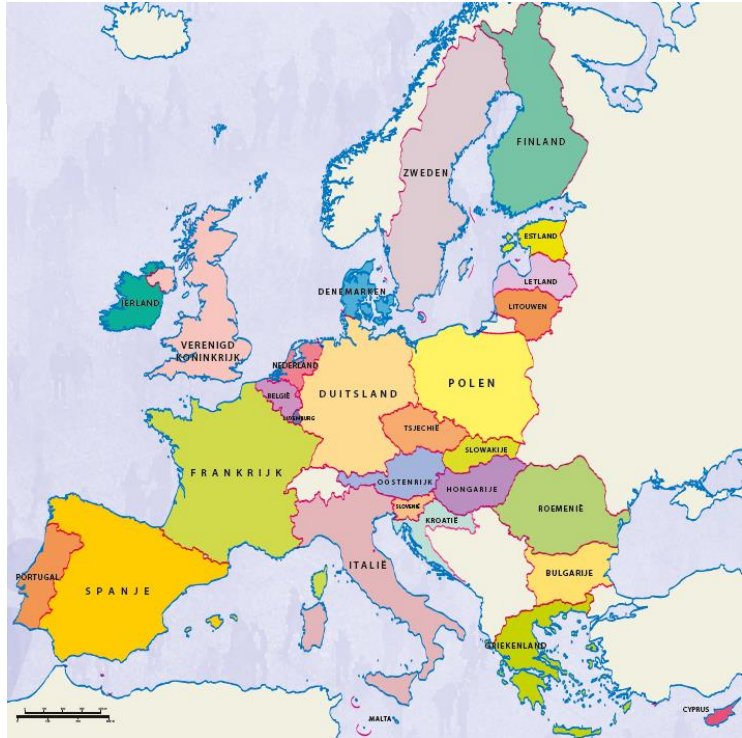 FINLAND
ZWEDEN
ESTLAND
LETLAND
DENEMARKEN
IERLAND
LITOUWEN
VERENIGD
KONINKRIJK
NEDERLAND
POLEN
DUITSLAND
BELGIË
LUXEMBURG
TSJECHIË
SLOWAKIJE
FRANKRIJK
OOSTENRIJK
HONGARIJE
SLOVENIË
ROEMENIË
KROATIË
ITALIË
BULGARIJE
PORTUGAL
SPANJE
GRIEKENLAND
CYPRUS
MALTA